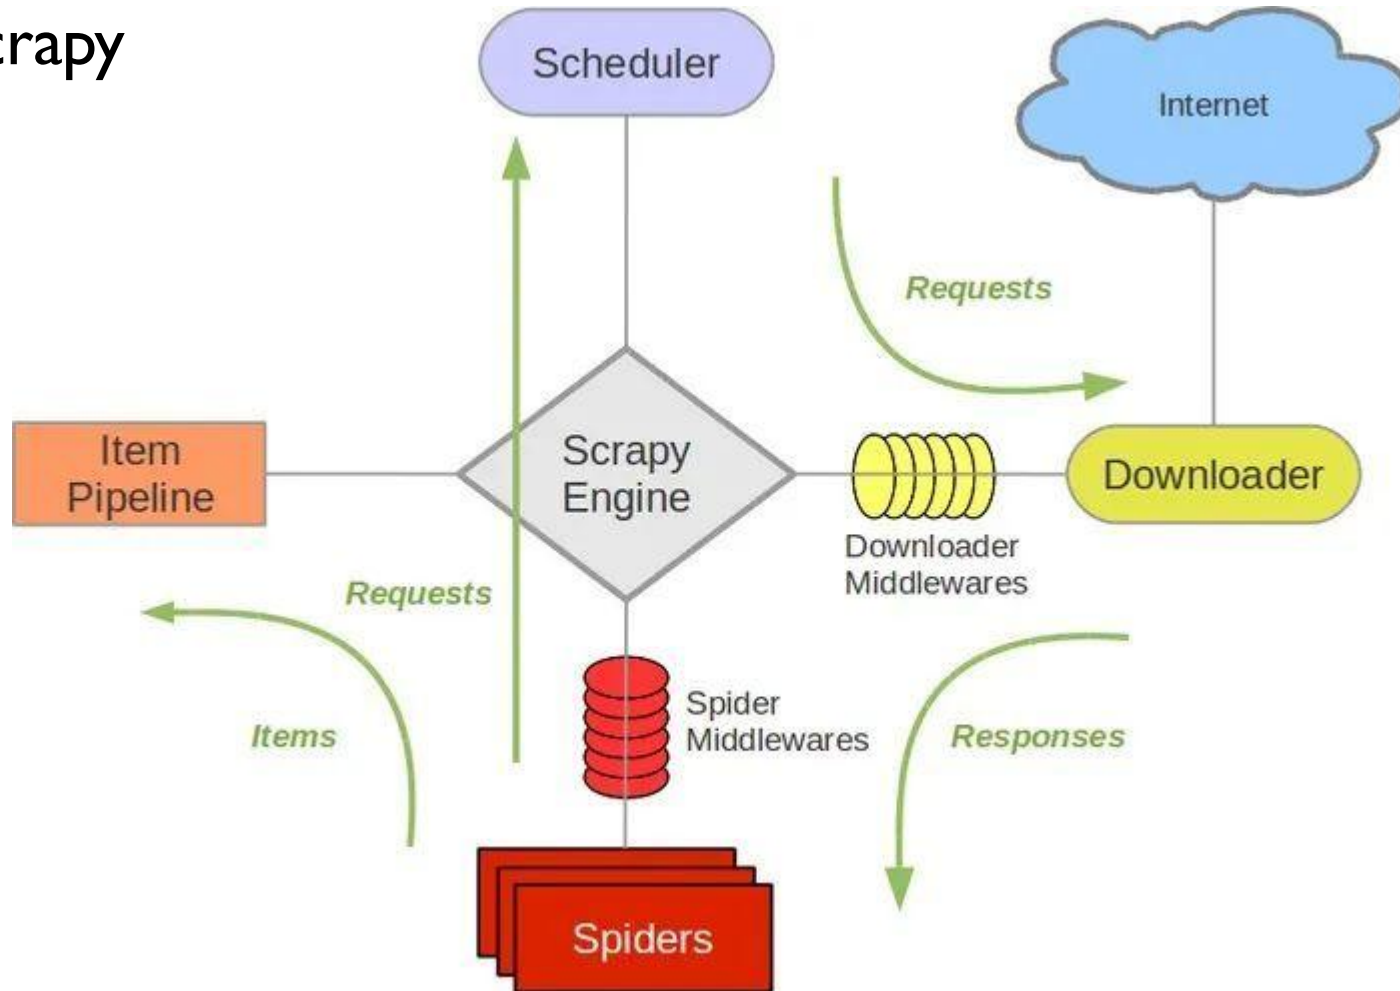 crapy
Scheduler
Internet
Requests
Item
Pipeline
Scrapy
Engine
Downloader
Downloader
Middlewares
Requests
Spider
Middlewares
Items
Responses
Spiders